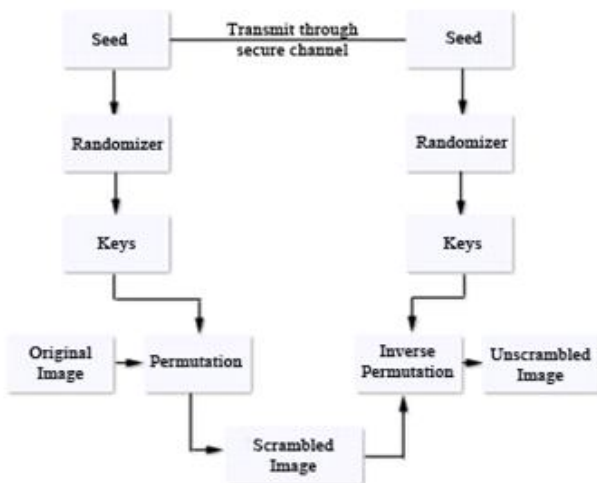 Seed
Transmit through
secure channel
Seed
Randomizer
Randomizer
Keys
Keys
Original
Image
Permutation
Inverse
Permutation
Unscrambled
Image
Scrambled
Image